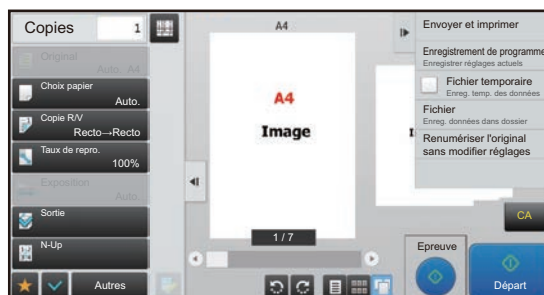 Copies
1
Original
Auto. A4
Choix papier
Auto.
Copie R/V
Recto→Recto
Taux de repro.
100%
Exposition
Auto.
Sortie
N-Up
Autres
A4
A4
Image
1 / 7
Envoyer et imprimer
Enregistrement de programme
Enregistrer réglages actuels
Fichier temporaire
Enreg. temp. des données
Fichier
Enreg. données dans dossier
Renumériser l'original
sans modifier réglages
CA
Epreuve
Départ